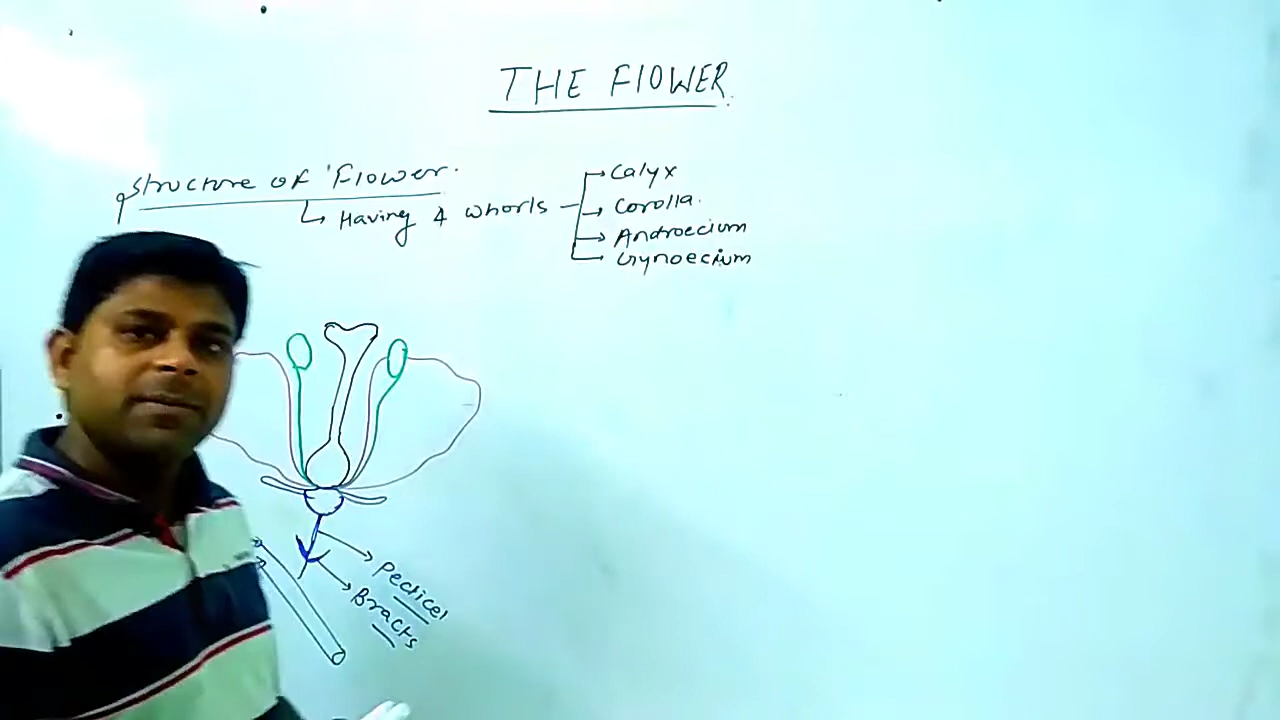 THE FlOWER
Structure of Flower.
Having 4 whorls
Calyx
Corolla.
Androecium
Gynoecium
Pedicel
Bracts